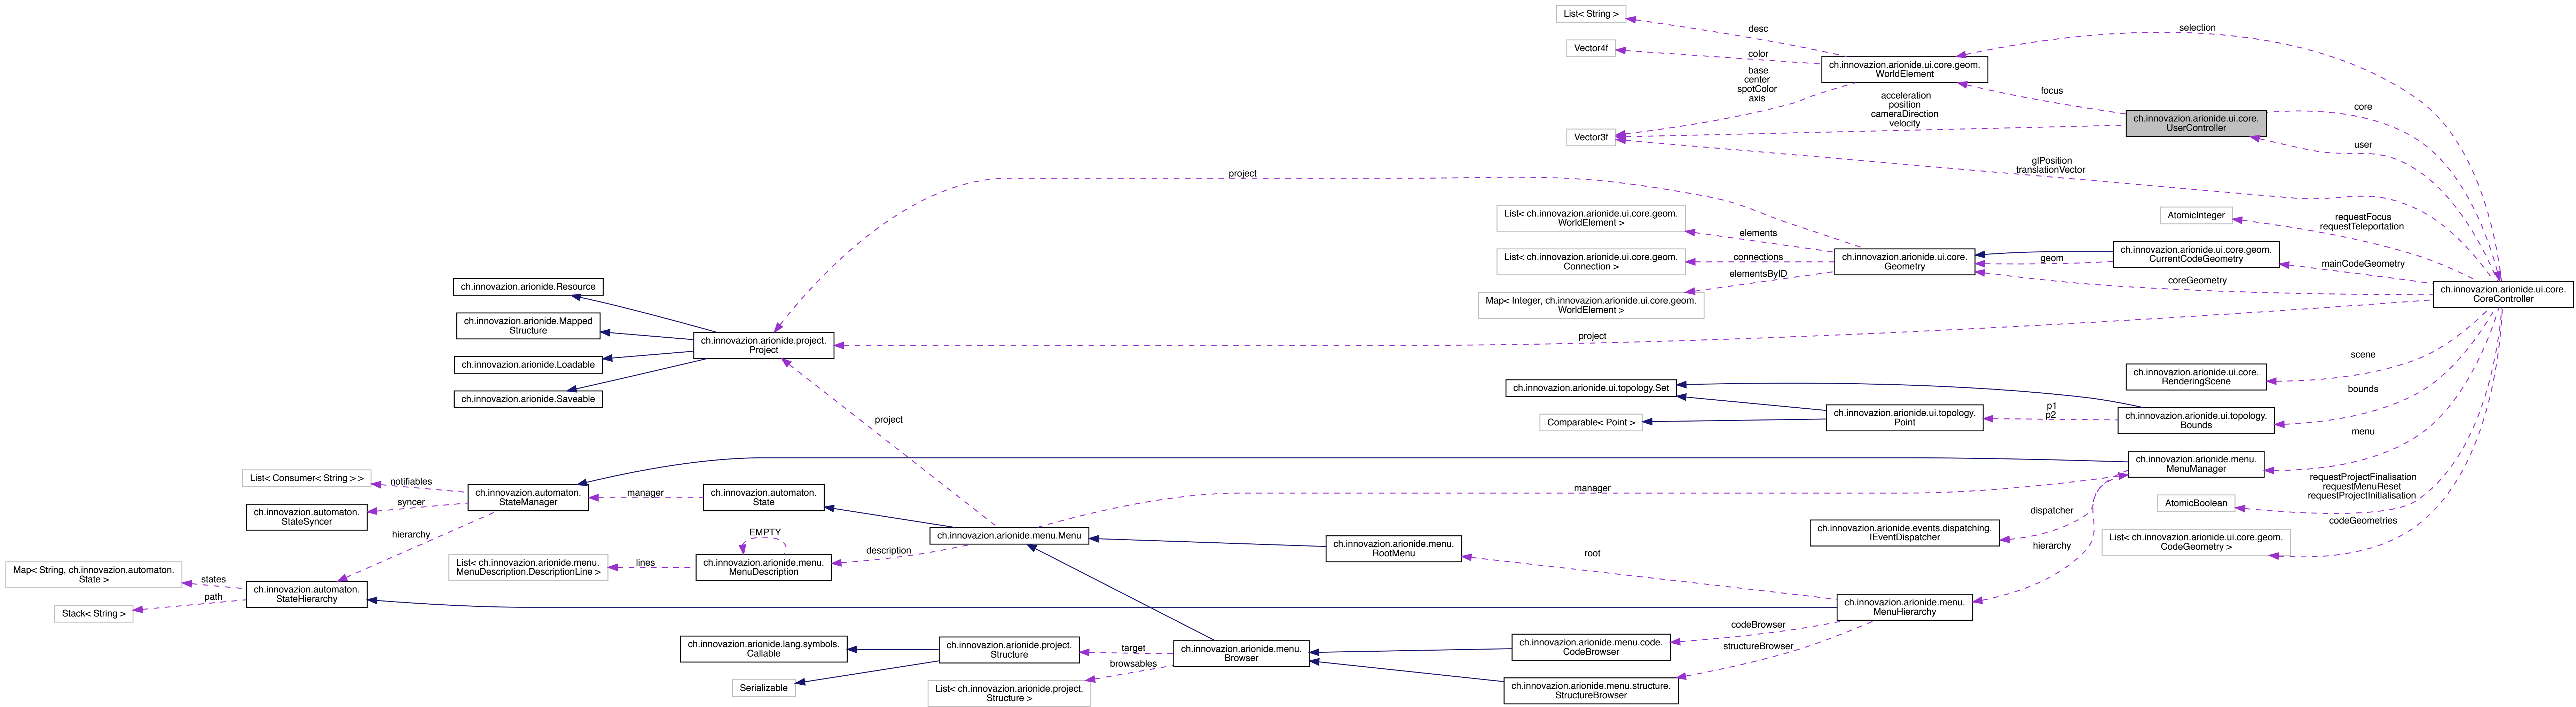 List< String >
desc
selection
Vector4f
color
ch.innovazion.arionide.ui.core.geom.
WorldElement
base
center
spotColor
axis
focus
acceleration
position
cameraDirection
velocity
core
ch.innovazion.arionide.ui.core.
UserController
Vector3f
user
glPosition
translationVector
project
List< ch.innovazion.arionide.ui.core.geom.
WorldElement >
elements
AtomicInteger
requestFocus
requestTeleportation
List< ch.innovazion.arionide.ui.core.geom.
Connection >
connections
ch.innovazion.arionide.ui.core.
Geometry
geom
ch.innovazion.arionide.ui.core.geom.
CurrentCodeGeometry
mainCodeGeometry
elementsByID
coreGeometry
Map< Integer, ch.innovazion.arionide.ui.core.geom.
WorldElement >
ch.innovazion.arionide.ui.core.
CoreController
ch.innovazion.arionide.Resource
ch.innovazion.arionide.Mapped
Structure
ch.innovazion.arionide.project.
Project
project
ch.innovazion.arionide.Loadable
ch.innovazion.arionide.Saveable
scene
ch.innovazion.arionide.ui.core.
RenderingScene
ch.innovazion.arionide.ui.topology.Set
bounds
Comparable< Point >
ch.innovazion.arionide.ui.topology.
Point
p1
p2
ch.innovazion.arionide.ui.topology.
Bounds
project
menu
ch.innovazion.arionide.menu.
MenuManager
List< Consumer< String > >
notifiables
ch.innovazion.automaton.
StateManager
manager
ch.innovazion.automaton.
State
manager
requestProjectFinalisation
requestMenuReset
requestProjectInitialisation
syncer
ch.innovazion.automaton.
StateSyncer
AtomicBoolean
dispatcher
codeGeometries
hierarchy
EMPTY
ch.innovazion.arionide.menu.Menu
ch.innovazion.arionide.events.dispatching.
IEventDispatcher
List< ch.innovazion.arionide.ui.core.geom.
CodeGeometry >
description
ch.innovazion.arionide.menu.
RootMenu
root
hierarchy
List< ch.innovazion.arionide.menu.
MenuDescription.DescriptionLine >
lines
ch.innovazion.arionide.menu.
MenuDescription
Map< String, ch.innovazion.automaton.
State >
states
path
ch.innovazion.automaton.
StateHierarchy
Stack< String >
ch.innovazion.arionide.menu.
MenuHierarchy
codeBrowser
structureBrowser
ch.innovazion.arionide.lang.symbols.
Callable
ch.innovazion.arionide.project.
Structure
target
browsables
ch.innovazion.arionide.menu.
Browser
ch.innovazion.arionide.menu.code.
CodeBrowser
Serializable
List< ch.innovazion.arionide.project.
Structure >
ch.innovazion.arionide.menu.structure.
StructureBrowser